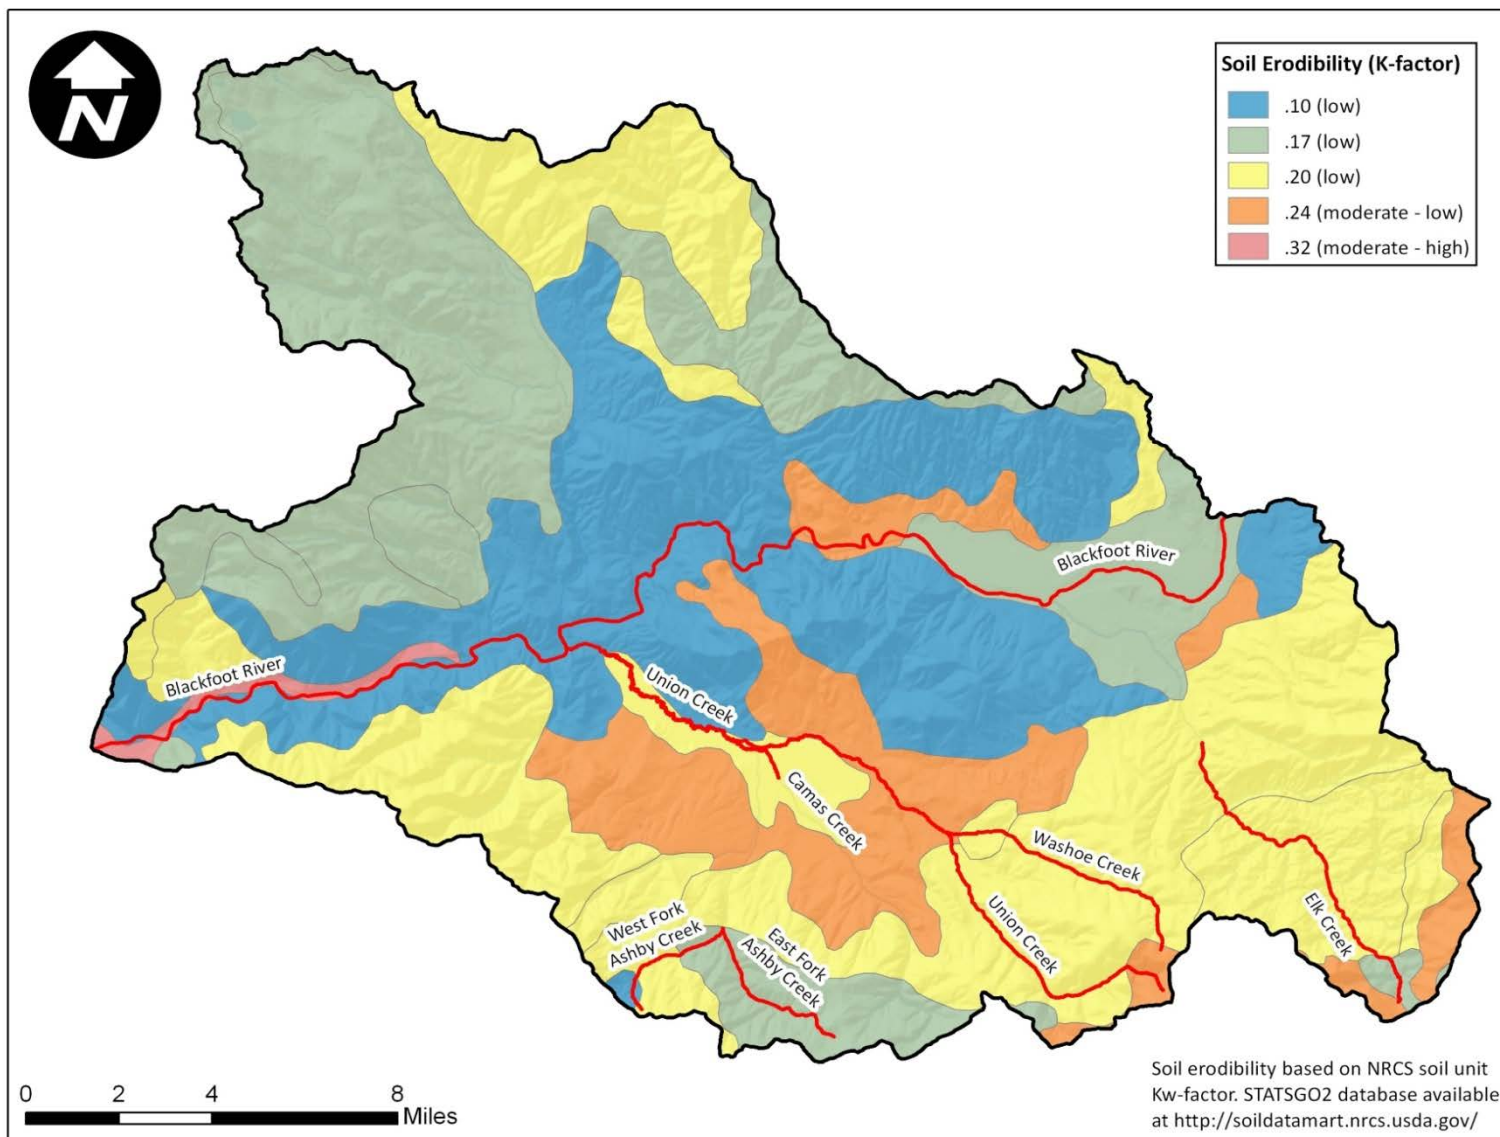 N
Soil Erodibility (K-factor)
.10 (low)
.17 (low)
.20 (low)
.24 (moderate - low)
.32 (moderate - high)
Blackfoot River
Blackfoot River
Union Creek
Camas Creek
Washoe Creek
Union Creek
Elk Creek
West Fork
Ashby Creek
East Fork
Ashby Creek
0 2 4 8
Miles
Soil erodibility based on NRCS soil unit
Kw-factor. STATSGO2 database available
at http://soildatamart.nrcs.usda.gov/